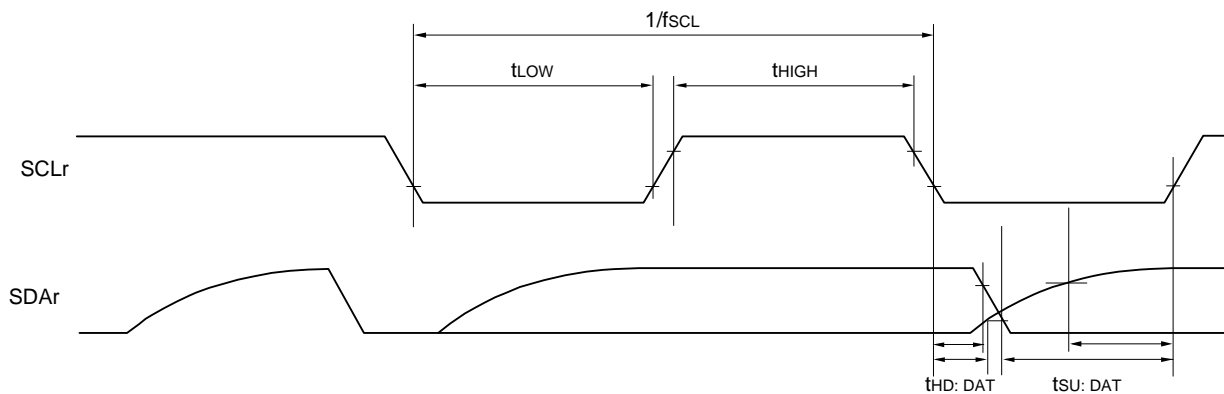 1/fSCL
tLOW
tHIGH
SCLr
SDAr
tHD: DAT
tSU: DAT